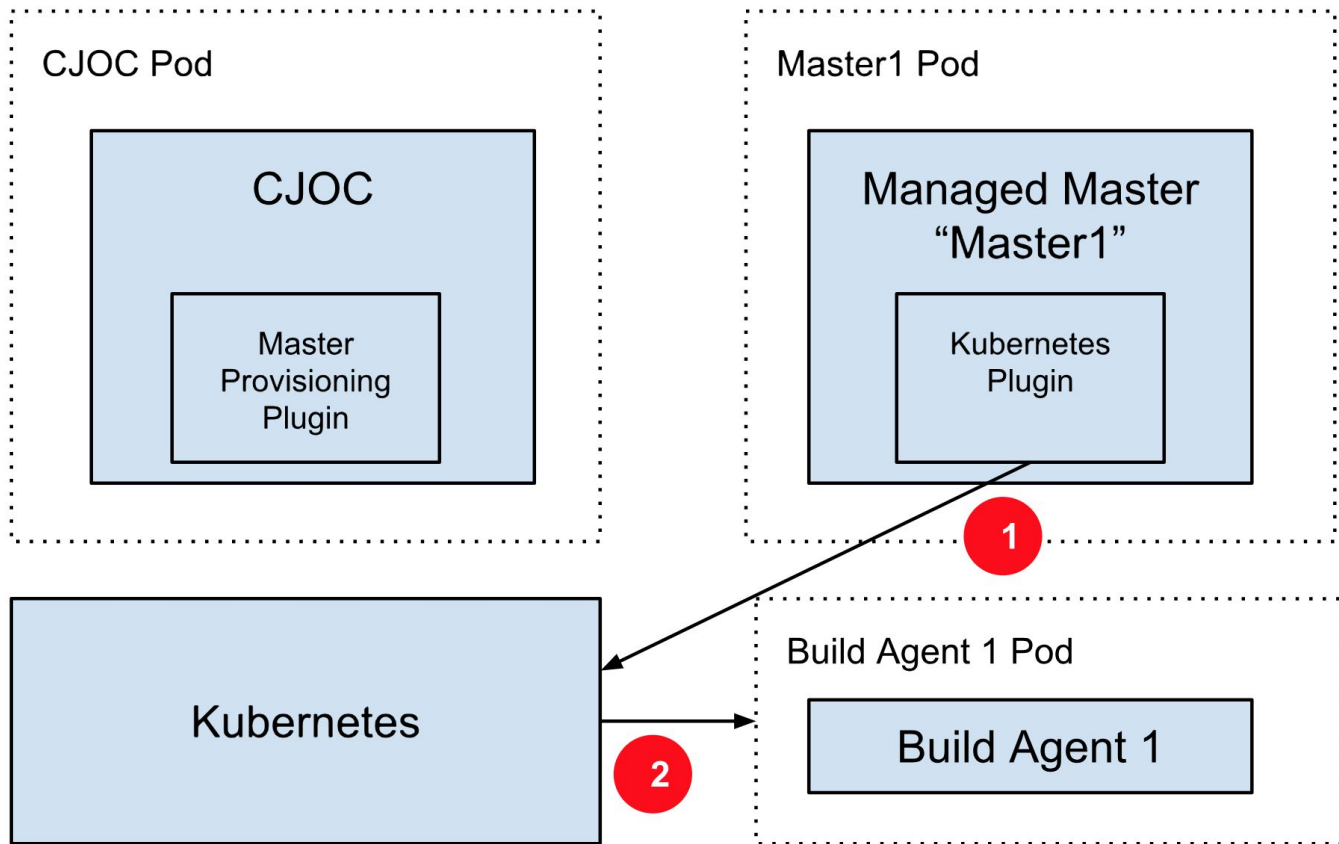 CJOC Pod
CJOC
Master
Provisioning
Plugin
Master1 Pod
Managed Master
“Master1”
Kubernetes
Plugin
1
Kubernetes
2
Build Agent 1 Pod
Build Agent 1